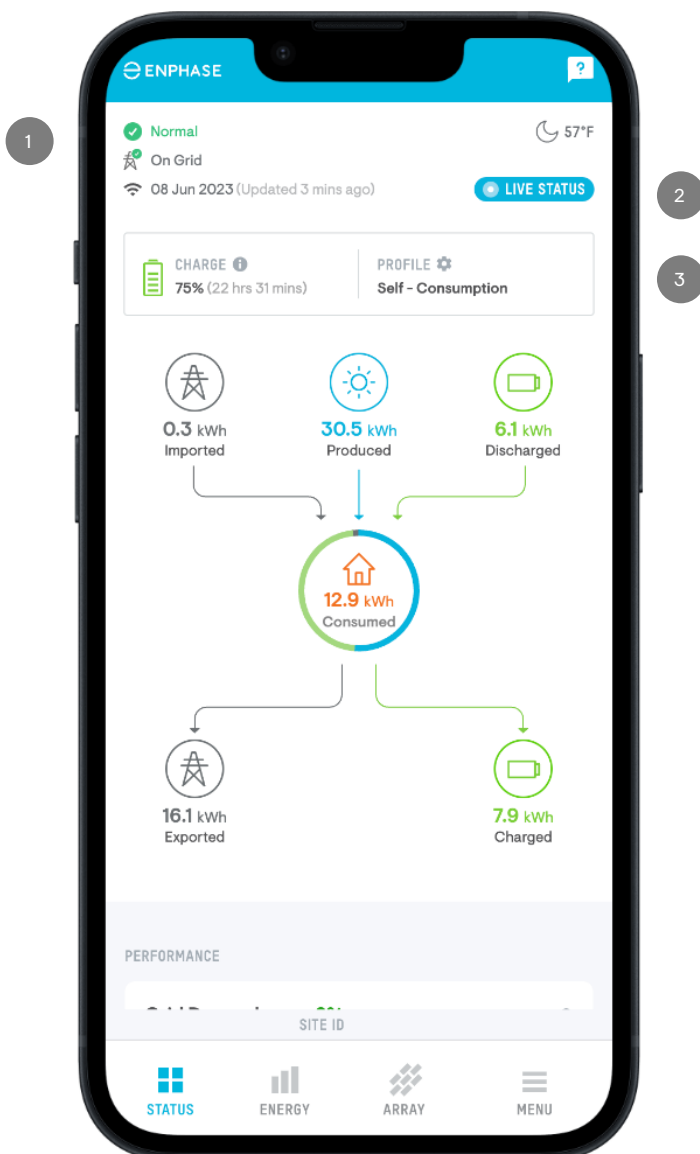 ENPHASE
?
1
Normal
57°F
On Grid
08 Jun 2023 (Updated 3 mins ago)
LIVE STATUS
2
CHARGE i
PROFILE
75% (22 hrs 31 mins)
Self - Consumption
3
0.3 kWh
Imported
30.5 kWh
Produced
6.1 kWh
Discharged
12.9 kWh
Consumed
16.1 kWh
Exported
7.9 kWh
Charged
PERFORMANCE
SITE ID
STATUS
ENERGY
ARRAY
MENU